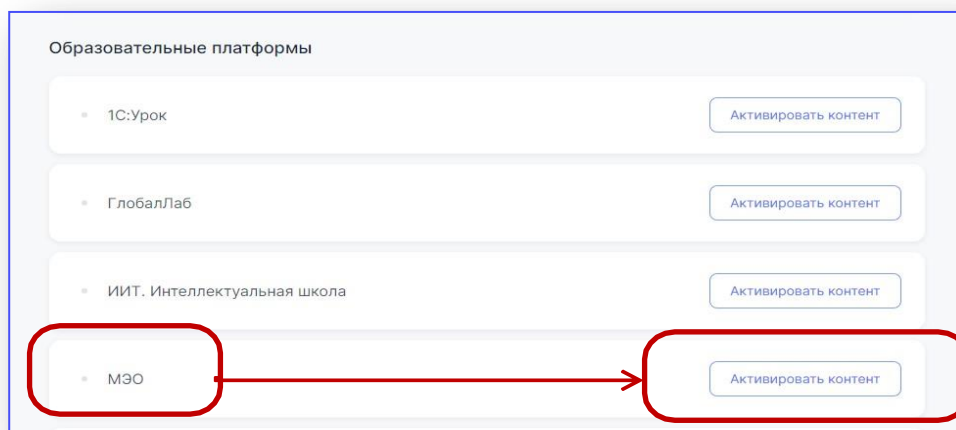 Образовательные платформы
1С:Урок Активировать контент
ГлобалЛаб Активировать контент
ИИТ. Интеллектуальная школа Активировать контент
МЭО Активировать контент